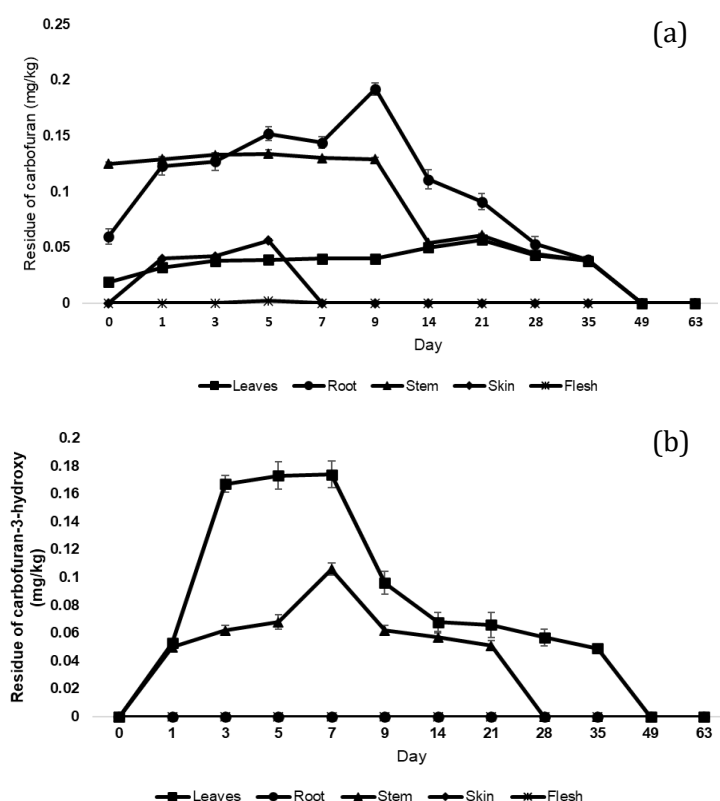 (a)
Residue of carbofuran (mg/kg)
0.25
0.2
0.15
0.1
0.05
0
0 1 3 5 7 9 14 21 28 35 49 63
Day
Leaves Root Stem Skin Flesh
(b)
Residue of carbofuran-3-hydroxy
(mg/kg)
0.2
0.18
0.16
0.14
0.12
0.1
0.08
0.06
0.04
0.02
0
0 1 3 5 7 9 14 21 28 35 49 63
Day
Leaves Root Stem Skin Flesh